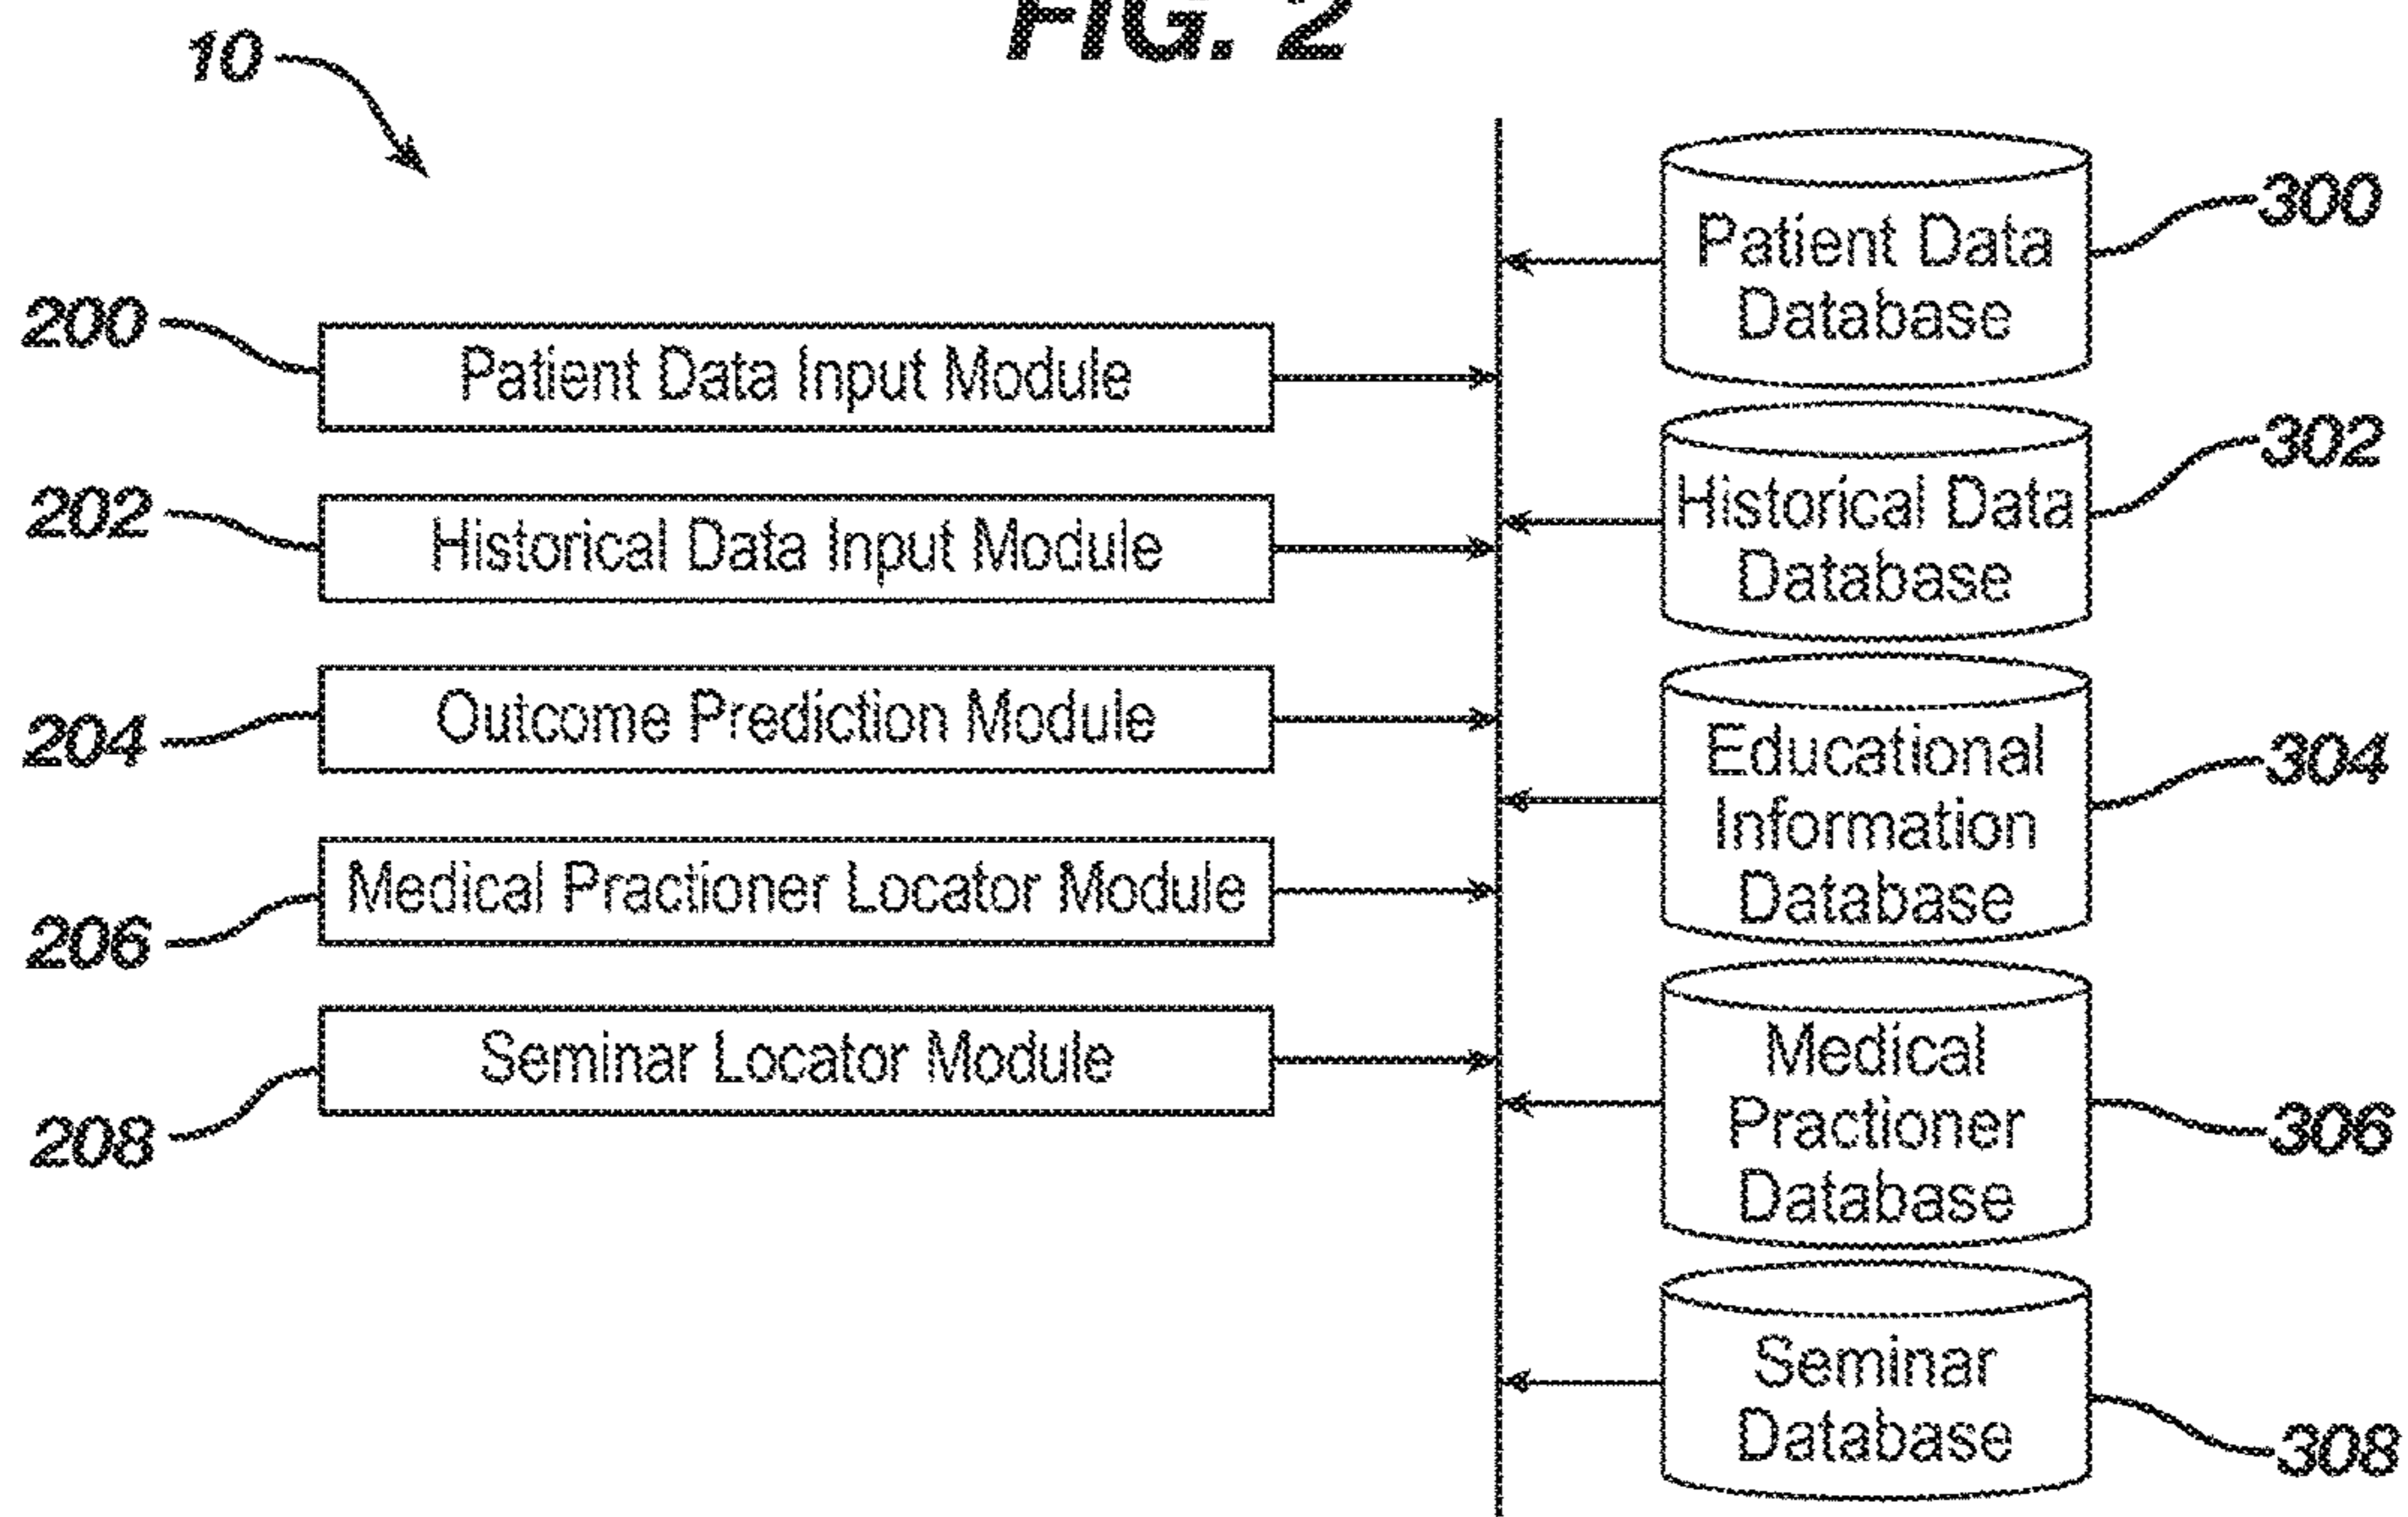 FIG. 2
10
200
Patient Data Input Module
202
Historical Data Input Module
204
Outcome Prediction Module
206
Medical Practioner Locator Module
208
Seminar Locator Module
Patient Data
Database
300
Historical Data
Database
302
Educational
Information
Database
304
Medical
Practioner
Database
306
Seminar
Database
308